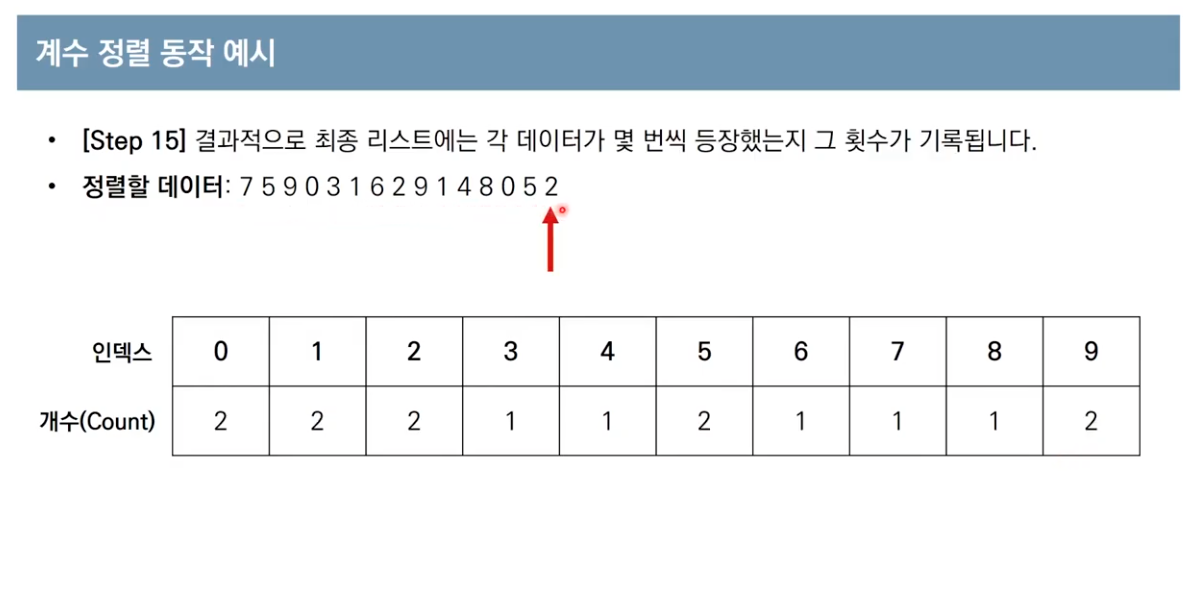 계수 정렬 동작 예시
• [Step 15] 결과적으로 최종 리스트에는 각 데이터가 몇 번씩 등장했는지 그 횟수가 기록됩니다.
• 정렬할 데이터: 7 5 9 0 3 1 6 2 9 1 4 8 0 5 2
인덱스 0 1 2 3 4 5 6 7 8 9
개수(Count) 2 2 2 1 1 2 1 1 1 2